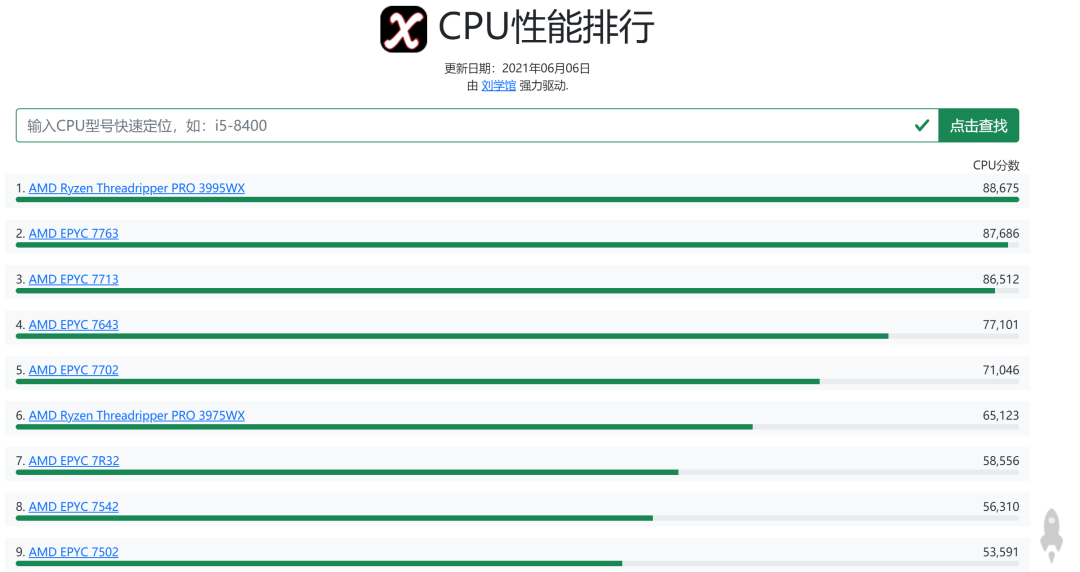 CPU性能排行
更新日期：2021年06月06日
由 刘学馆 强力驱动.
输入CPU型号快速定位，如：i5-8400
点击查找
CPU分数
1. AMD Ryzen Threadripper PRO 3995WX 88,675
2. AMD EPYC 7763 87,686
3. AMD EPYC 7713 86,512
4. AMD EPYC 7643 77,101
5. AMD EPYC 7702 71,046
6. AMD Ryzen Threadripper PRO 3975WX 65,123
7. AMD EPYC 7R32 58,556
8. AMD EPYC 7542 56,310
9. AMD EPYC 7502 53,591